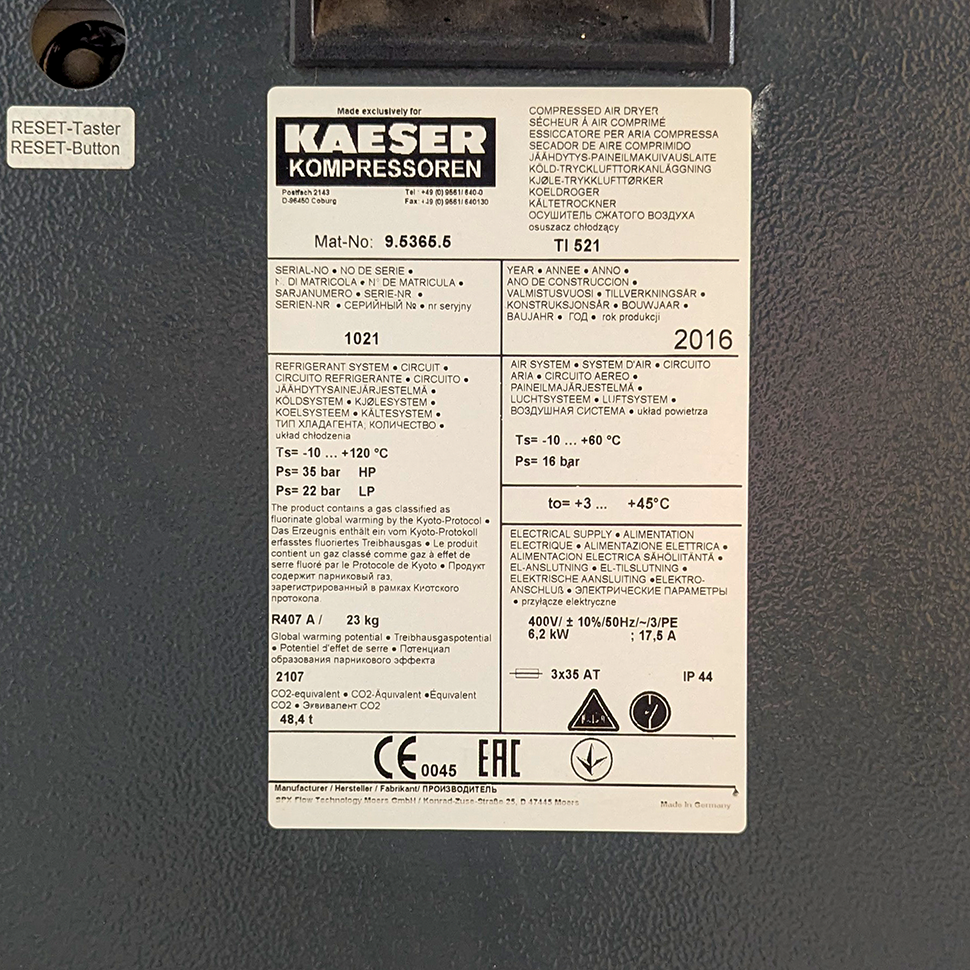 RESET-Taster
RESET-Button
Made exclusively for
KAESER
KOMPRESSOREN
Postfach 2143
D-96450 Coburg
Tel : +49 (0) 9561/ 640-0
Fax: +49 (0) 9561/ 640130
Mat-No: 9.5365.5
COMPRESSED AIR DRYER
SÉCHEUR À AIR COMPRIMÉ
ESSICCATORE PER ARIA COMPRESSA
SECADOR DE AIRE COMPRIMIDO
JÄÄHDYTYS-PAINEILMAKUIVAUSLAITE
KÖLD-TRYCKLUFTTORKANLÄGGNING
KJØLE-TRYKKLUFTTØRKER
KOELDROGER
KÄLTETROCKNER
ОСУШИТЕЛЬ СЖАТОГО ВОЗДУХА
osuszacz chłodzący
TI 521
SERIAL-NO • NO DE SERIE •
N. DI MATRICOLA • N° DE MATRICULA •
SARJANUMERO • SERIE-NR •
SERIEN-NR • СЕРИЙНЫЙ № • nr seryjny
1021
YEAR • ANNEE • ANNO •
ANO DE CONSTRUCCION •
VALMISTUSVUOSI • TILLVERKNINGSÅR •
KONSTRUKSJONSÅR • BOUWJAAR •
BAUJAHR • ГОД • rok produkcji
2016
REFRIGERANT SYSTEM • CIRCUIT •
CIRCUITO REFRIGERANTE • CIRCUITO •
JÄÄHDYTYSAINEJÄRJESTELMÄ •
KÖLDSYSTEM • KJØLESYSTEM •
KOELSYSTEEM • KÄLTESYSTEM •
ТИП ХЛАДАГЕНТА; КОЛИЧЕСТВО •
układ chłodzenia
Ts= -10 ... +120 °C
Ps= 35 bar HP
Ps= 22 bar LP
The product contains a gas classified as
fluorinate global warming by the Kyoto-Protocol •
Das Erzeugnis enthält ein vom Kyoto-Protokoll
erfasstes fluoriertes Treibhausgas • Le produit
contient un gaz classé comme gaz à effet de
serre fluoré par le Protocole de Kyoto • Продукт
содержит парниковый газ,
зарегистрированный в рамках Киотского
протокола.
R407 A / 23 kg
Global warming potential • Treibhausgaspotential
• Potentiel d'effet de serre • Потенциал
образования парникового эффекта
2107
CO2-equivalent • CO2-Äquivalent •Équivalent
CO2 • Эквивалент CO2
48,4 t
AIR SYSTEM • SYSTEM D'AIR • CIRCUITO
ARIA • CIRCUITO AEREO •
PAINEILMAJÄRJESTELMÄ •
LUCHTSYSTEEM • LUFTSYSTEM •
ВОЗДУШНАЯ СИСТЕМА • układ powietrza
Ts= -10 ... +60 °C
Ps= 16 bar
to= +3 ... +45°C
ELECTRICAL SUPPLY • ALIMENTATION
ELECTRIQUE • ALIMENTAZIONE ELETTRICA •
ALIMENTACION ELECTRICA SÄHÖLIITÄNTÄ •
EL-ANSLUTNING • EL-TILSLUTNING •
ELEKTRISCHE AANSLUITING •ELEKTRO-
ANSCHLUß • ЭЛЕКТРИЧЕСКИЕ ПАРАМЕТРЫ
• przyłącze elektryczne
400V/ ± 10%/50Hz/~/3/PE
6,2 kW ; 17,5 A
3x35 AT IP 44
CE 0045 EAC
Manufacturer / Hersteller / Fabrikant/ ПРОИЗВОДИТЕЛЬ
SPX Flow Technology Moers GmbH / Konrad-Zuse-Straße 25, D 47445 Moers
Made in Germany